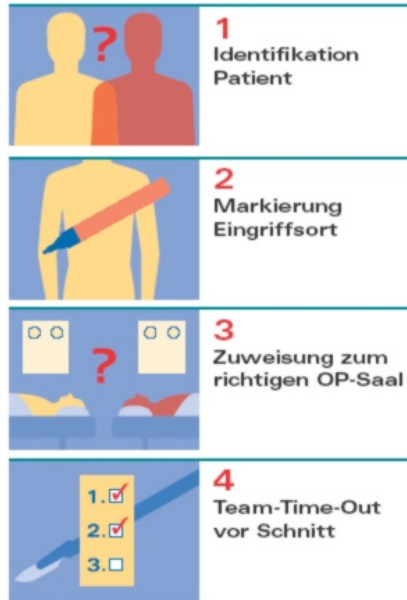 ?
1
Identifikation
Patient
2
Markierung
Eingriffsort
?
3
Zuweisung zum
richtigen OP-Saal
1.
2.
3.
4
Team-Time-Out
vor Schnitt